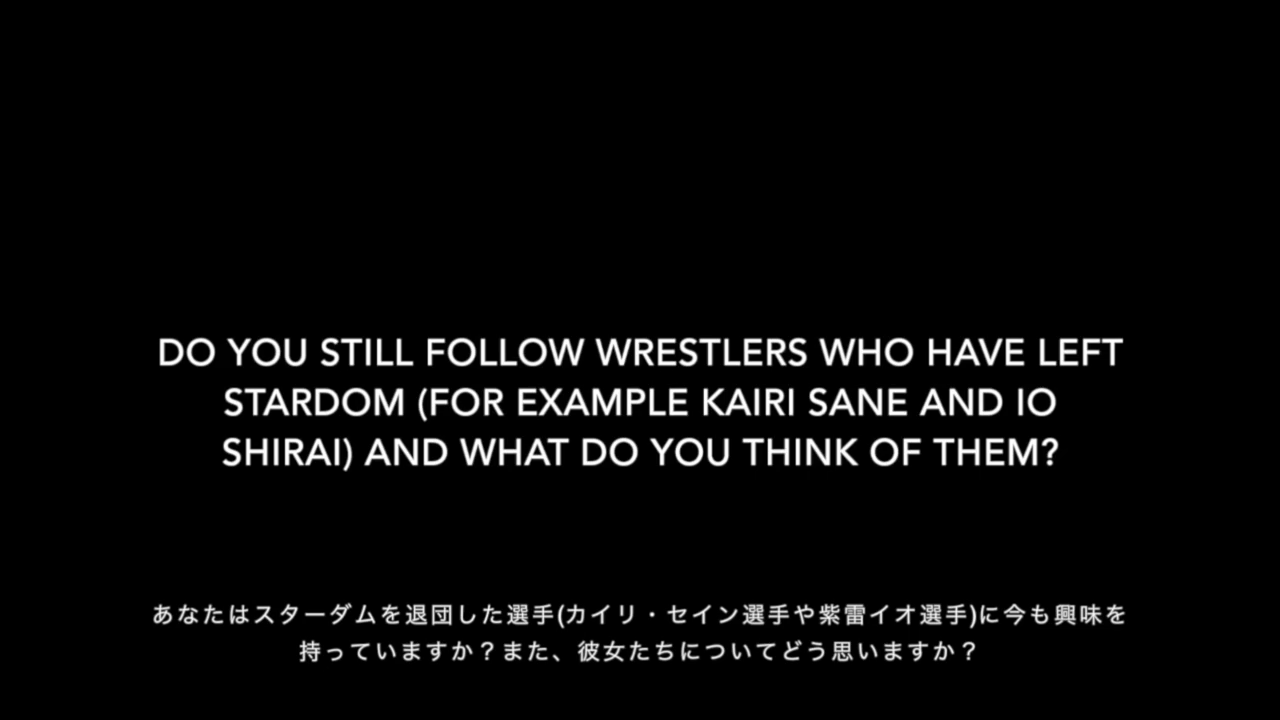 DO YOU STILL FOLLOW WRESTLERS WHO HAVE LEFT
STARDOM (FOR EXAMPLE KAIRI SANE AND IO
SHIRAI) AND WHAT DO YOU THINK OF THEM?
あなたはスターダムを退団した選手(カイリ・セイン選手や紫雷イオ選手)に今も興味を
持っていますか？また、彼女たちについてどう思いますか？